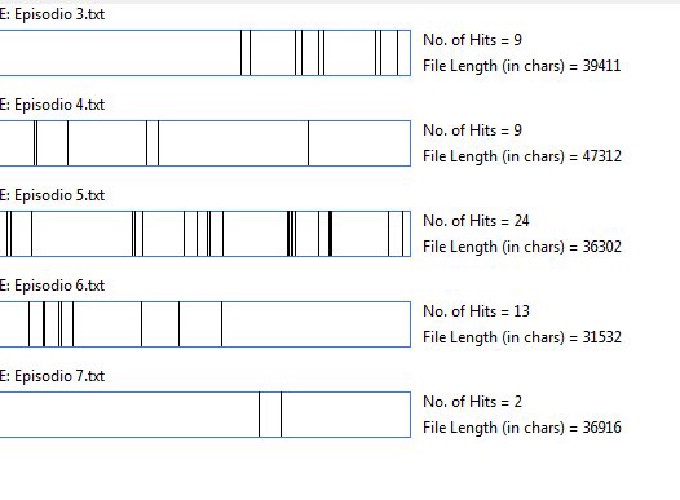 E: Episodio 3.txt
No. of Hits = 9
File Length (in chars) = 39411
E: Episodio 4.txt
No. of Hits = 9
File Length (in chars) = 47312
E: Episodio 5.txt
No. of Hits = 24
File Length (in chars) = 36302
E: Episodio 6.txt
No. of Hits = 13
File Length (in chars) = 31532
E: Episodio 7.txt
No. of Hits = 2
File Length (in chars) = 36916